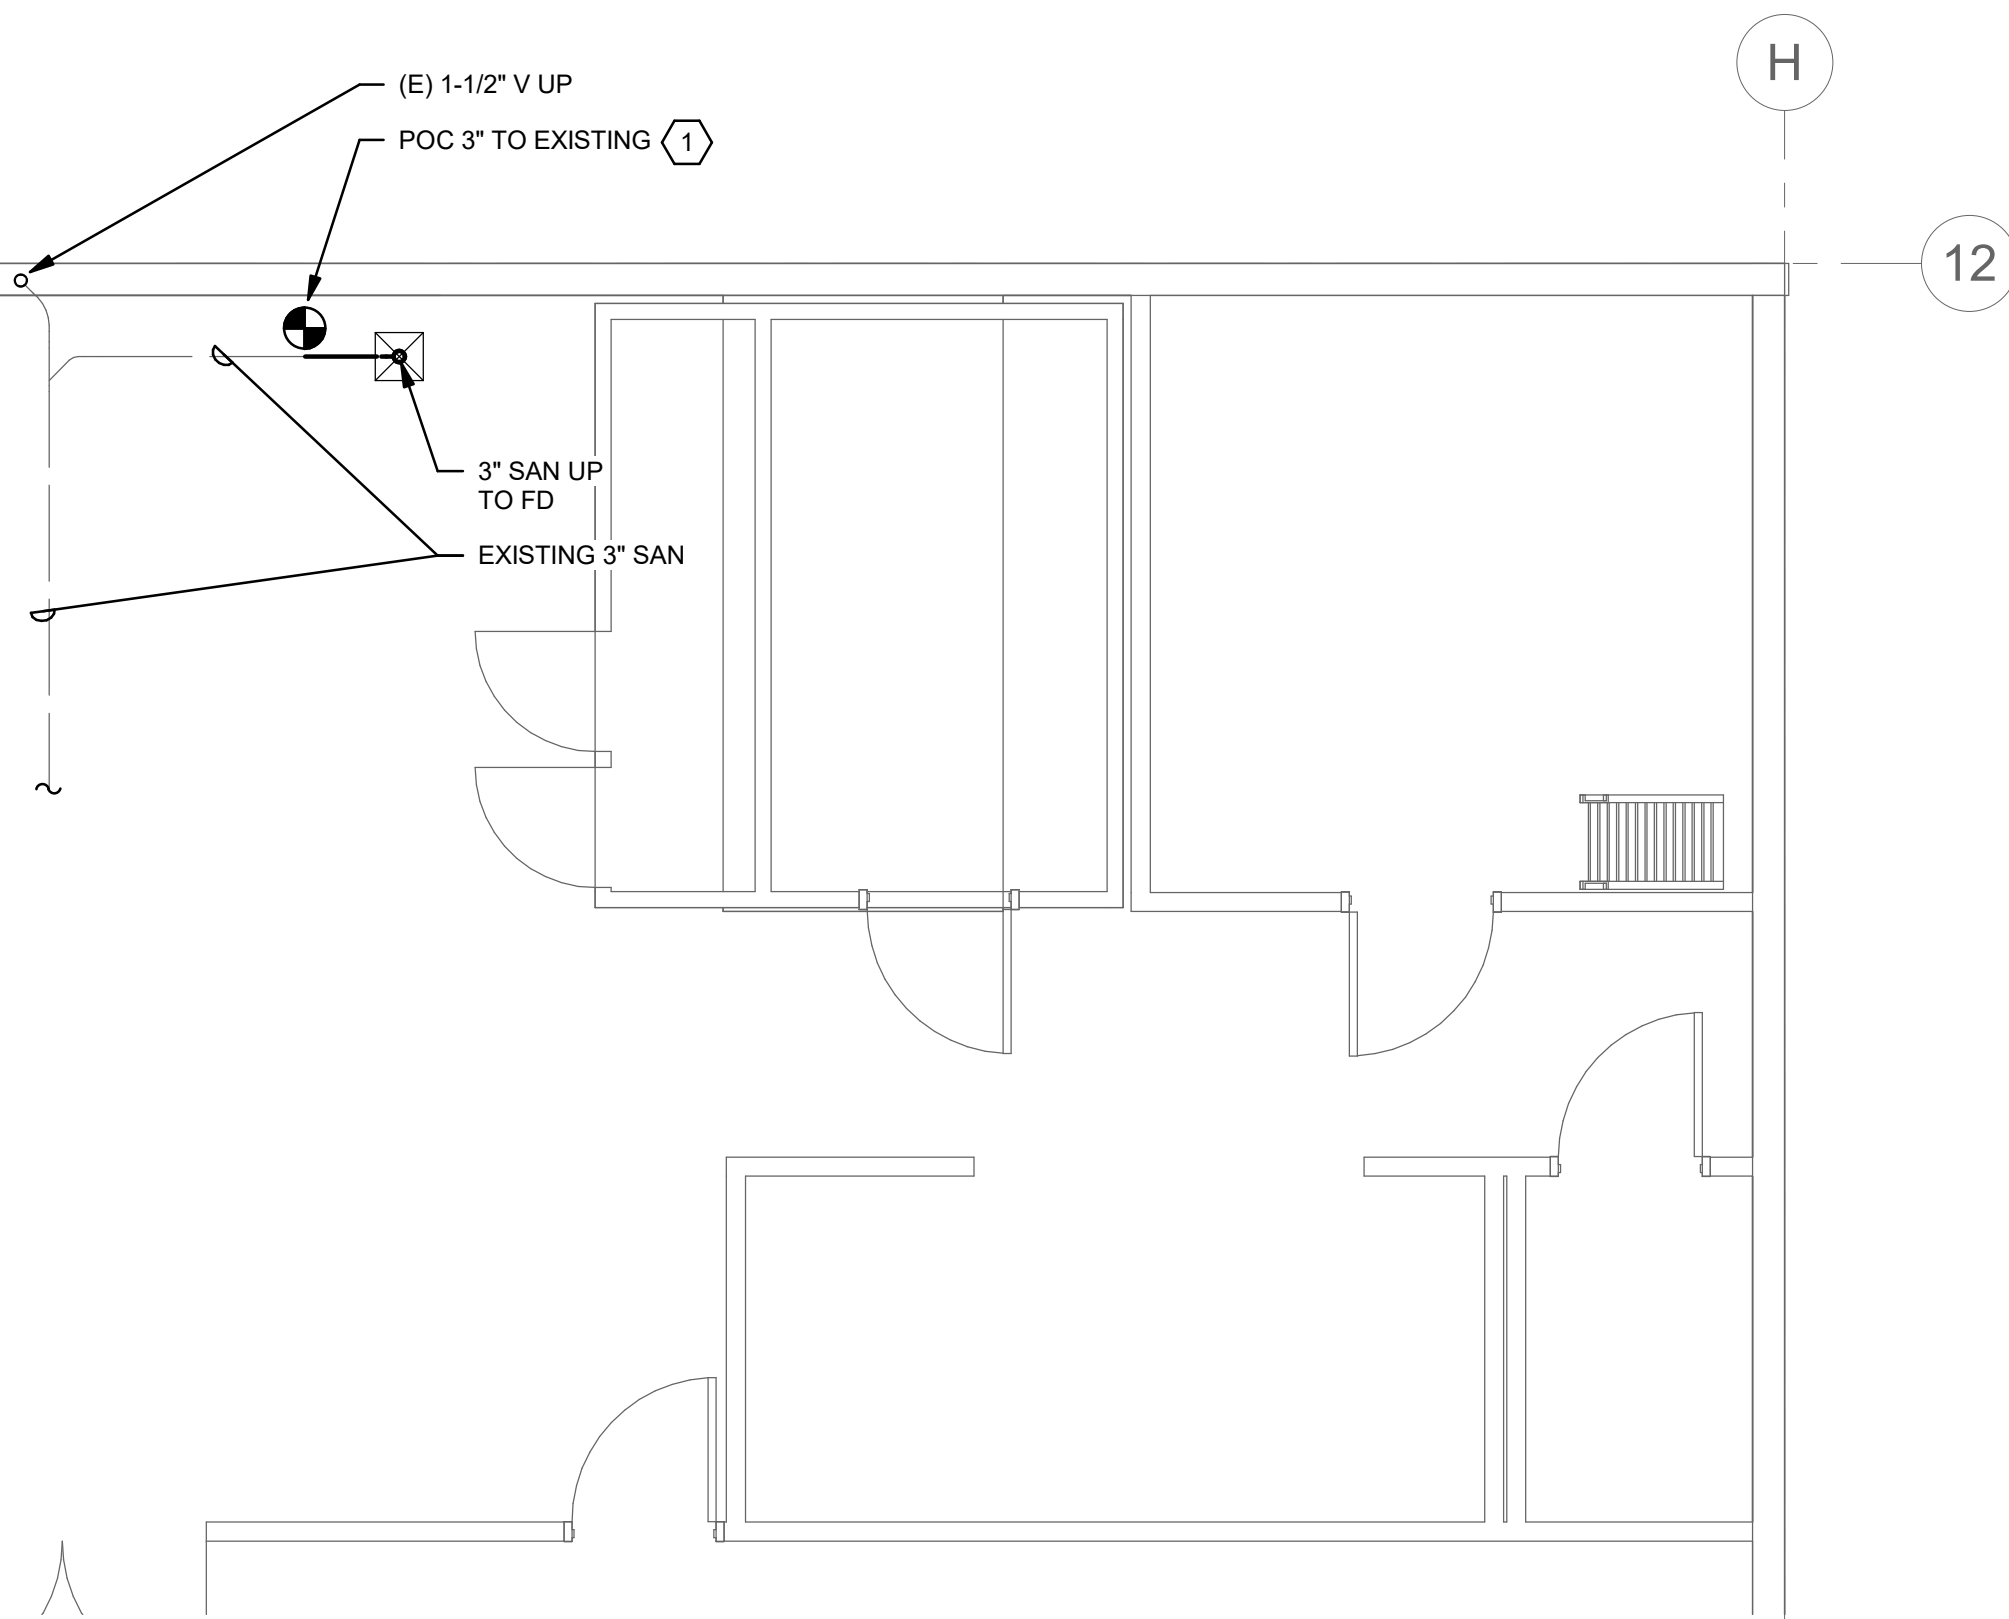 H
(E) 1-1/2" V UP
POC 3" TO EXISTING 1
12
3" SAN UP
TO FD
EXISTING 3" SAN